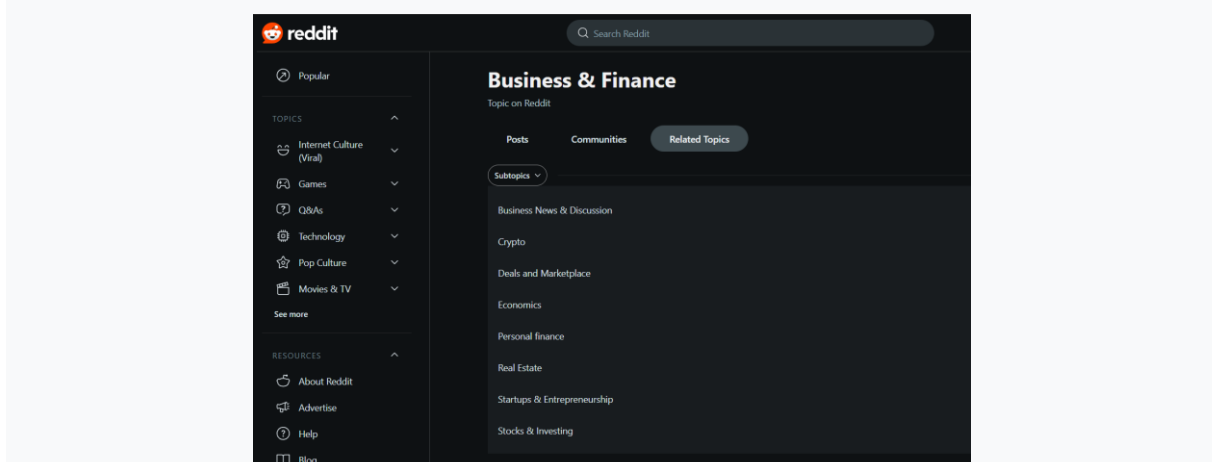 reddit
Search Reddit
Popular
TOPICS
Internet Culture
(Viral)
Games
Q&As
Technology
Pop Culture
Movies & TV
See more
RESOURCES
About Reddit
Advertise
Help
Blog
Business & Finance
Topic on Reddit
Posts Communities Related Topics
Subtopics
Business News & Discussion
Crypto
Deals and Marketplace
Economics
Personal finance
Real Estate
Startups & Entrepreneurship
Stocks & Investing